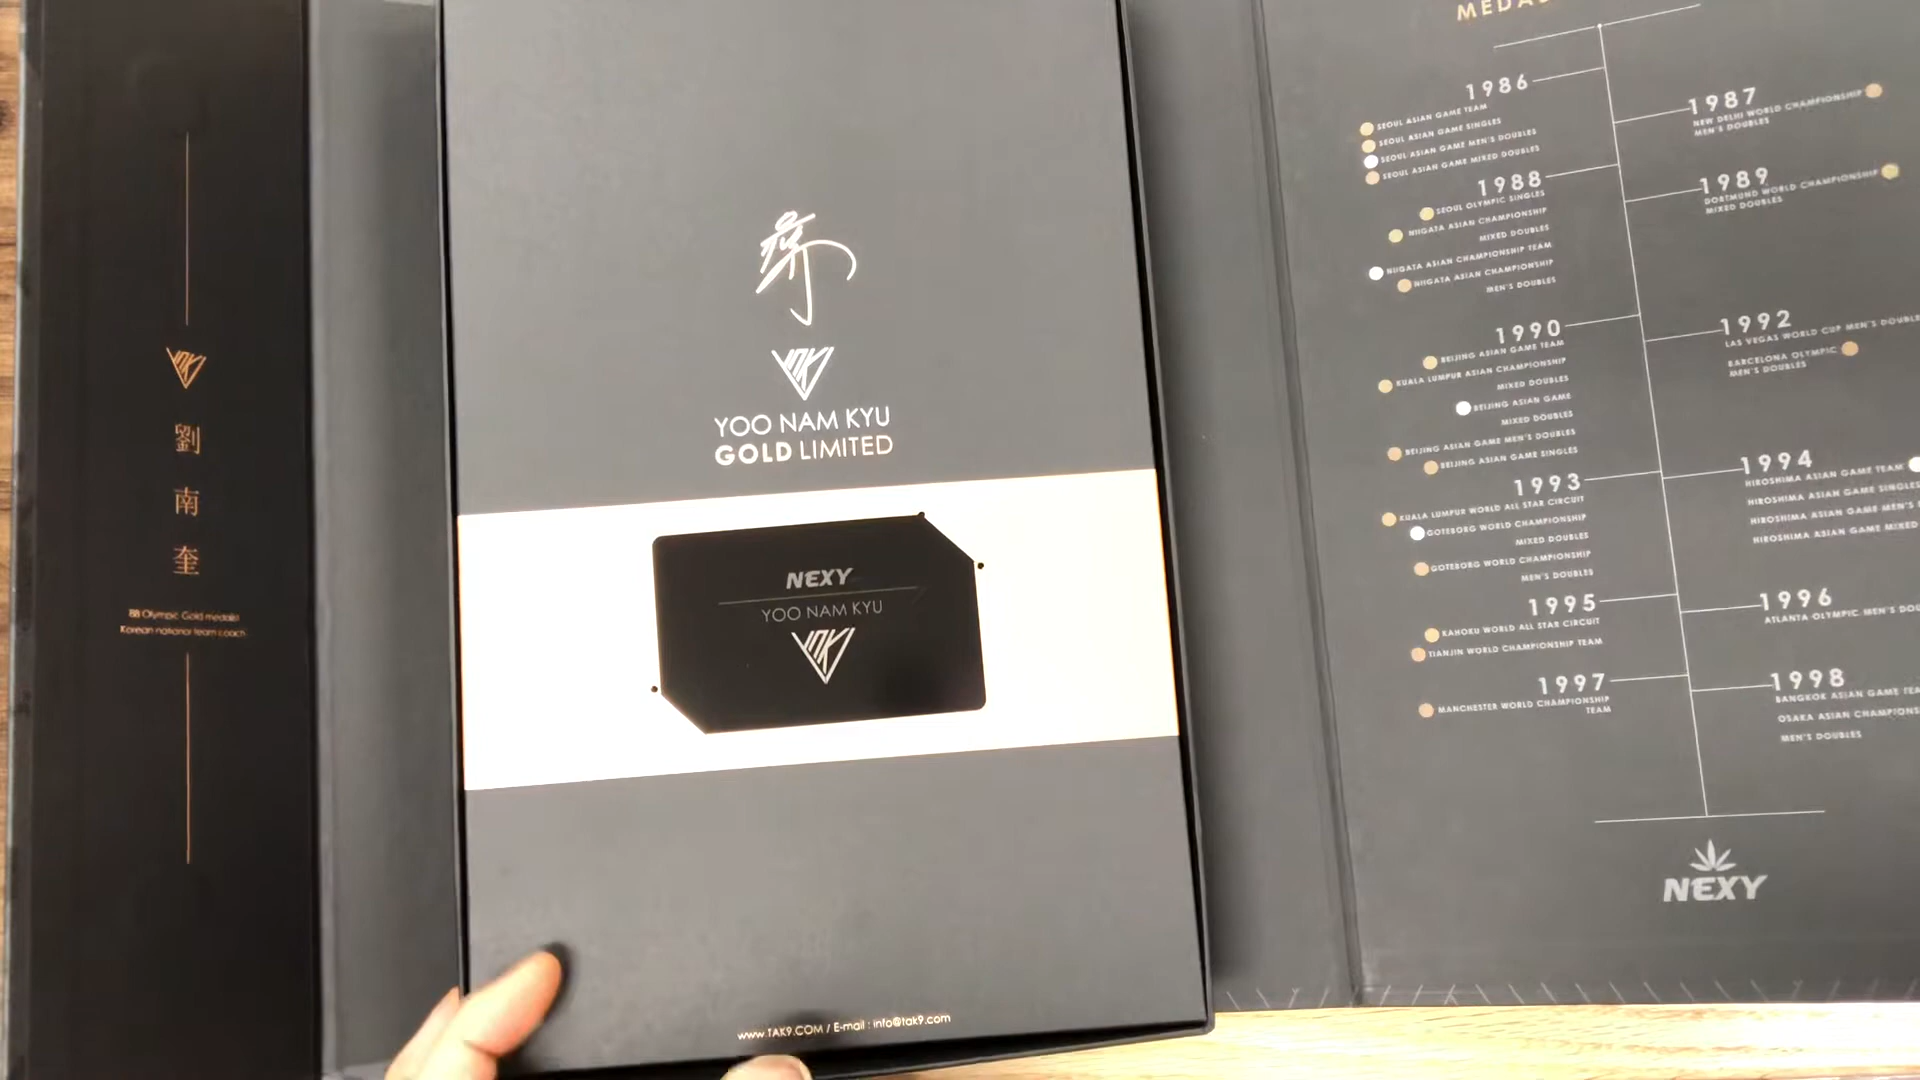 劉
南
奎
88 Olympic Gold medalist
Korean national team coach
YOO NAM KYU
GOLD LIMITED
NEXY
YOO NAM KYU
www.TAK9.COM / E-mail : info@tak9.com
1986
SEOUL ASIAN GAME TEAM
SEOUL ASIAN GAME SINGLES
SEOUL ASIAN GAME MEN'S DOUBLES
SEOUL ASIAN GAME MIXED DOUBLES
1987
NEW DELHI WORLD CHAMPIONSHIP
MEN'S DOUBLES
1988
SEOUL OLYMPIC SINGLES
NIIGATA ASIAN CHAMPIONSHIP
MIXED DOUBLES
NIIGATA ASIAN CHAMPIONSHIP TEAM
NIIGATA ASIAN CHAMPIONSHIP
MEN'S DOUBLES
1989
DORTMUND WORLD CHAMPIONSHIP
MIXED DOUBLES
1990
BEIJING ASIAN GAME TEAM
KUALA LUMPUR ASIAN CHAMPIONSHIP
MIXED DOUBLES
BEIJING ASIAN GAME
MIXED DOUBLES
BEIJING ASIAN GAME MEN'S DOUBLES
BEIJING ASIAN GAME SINGLES
1992
LAS VEGAS WORLD CUP MEN'S DOUBLE
BARCELONA OLYMPIC
MEN'S DOUBLES
1993
KUALA LUMPUR WORLD ALL STAR CIRCUIT
GOTEBORG WORLD CHAMPIONSHIP
MIXED DOUBLES
GOTEBORG WORLD CHAMPIONSHIP
MEN'S DOUBLES
1994
HIROSHIMA ASIAN GAME TEAM
HIROSHIMA ASIAN GAME SINGLES
HIROSHIMA ASIAN GAME MEN'S
HIROSHIMA ASIAN GAME MIXED
1995
KAHOKU WORLD ALL STAR CIRCUIT
TIANJIN WORLD CHAMPIONSHIP TEAM
1996
ATLANTA OLYMPIC MEN'S DOU
1997
MANCHESTER WORLD CHAMPIONSHIP
TEAM
1998
BANGKOK ASIAN GAME TEA
OSAKA ASIAN CHAMPIONS
MEN'S DOUBLES
NEXY